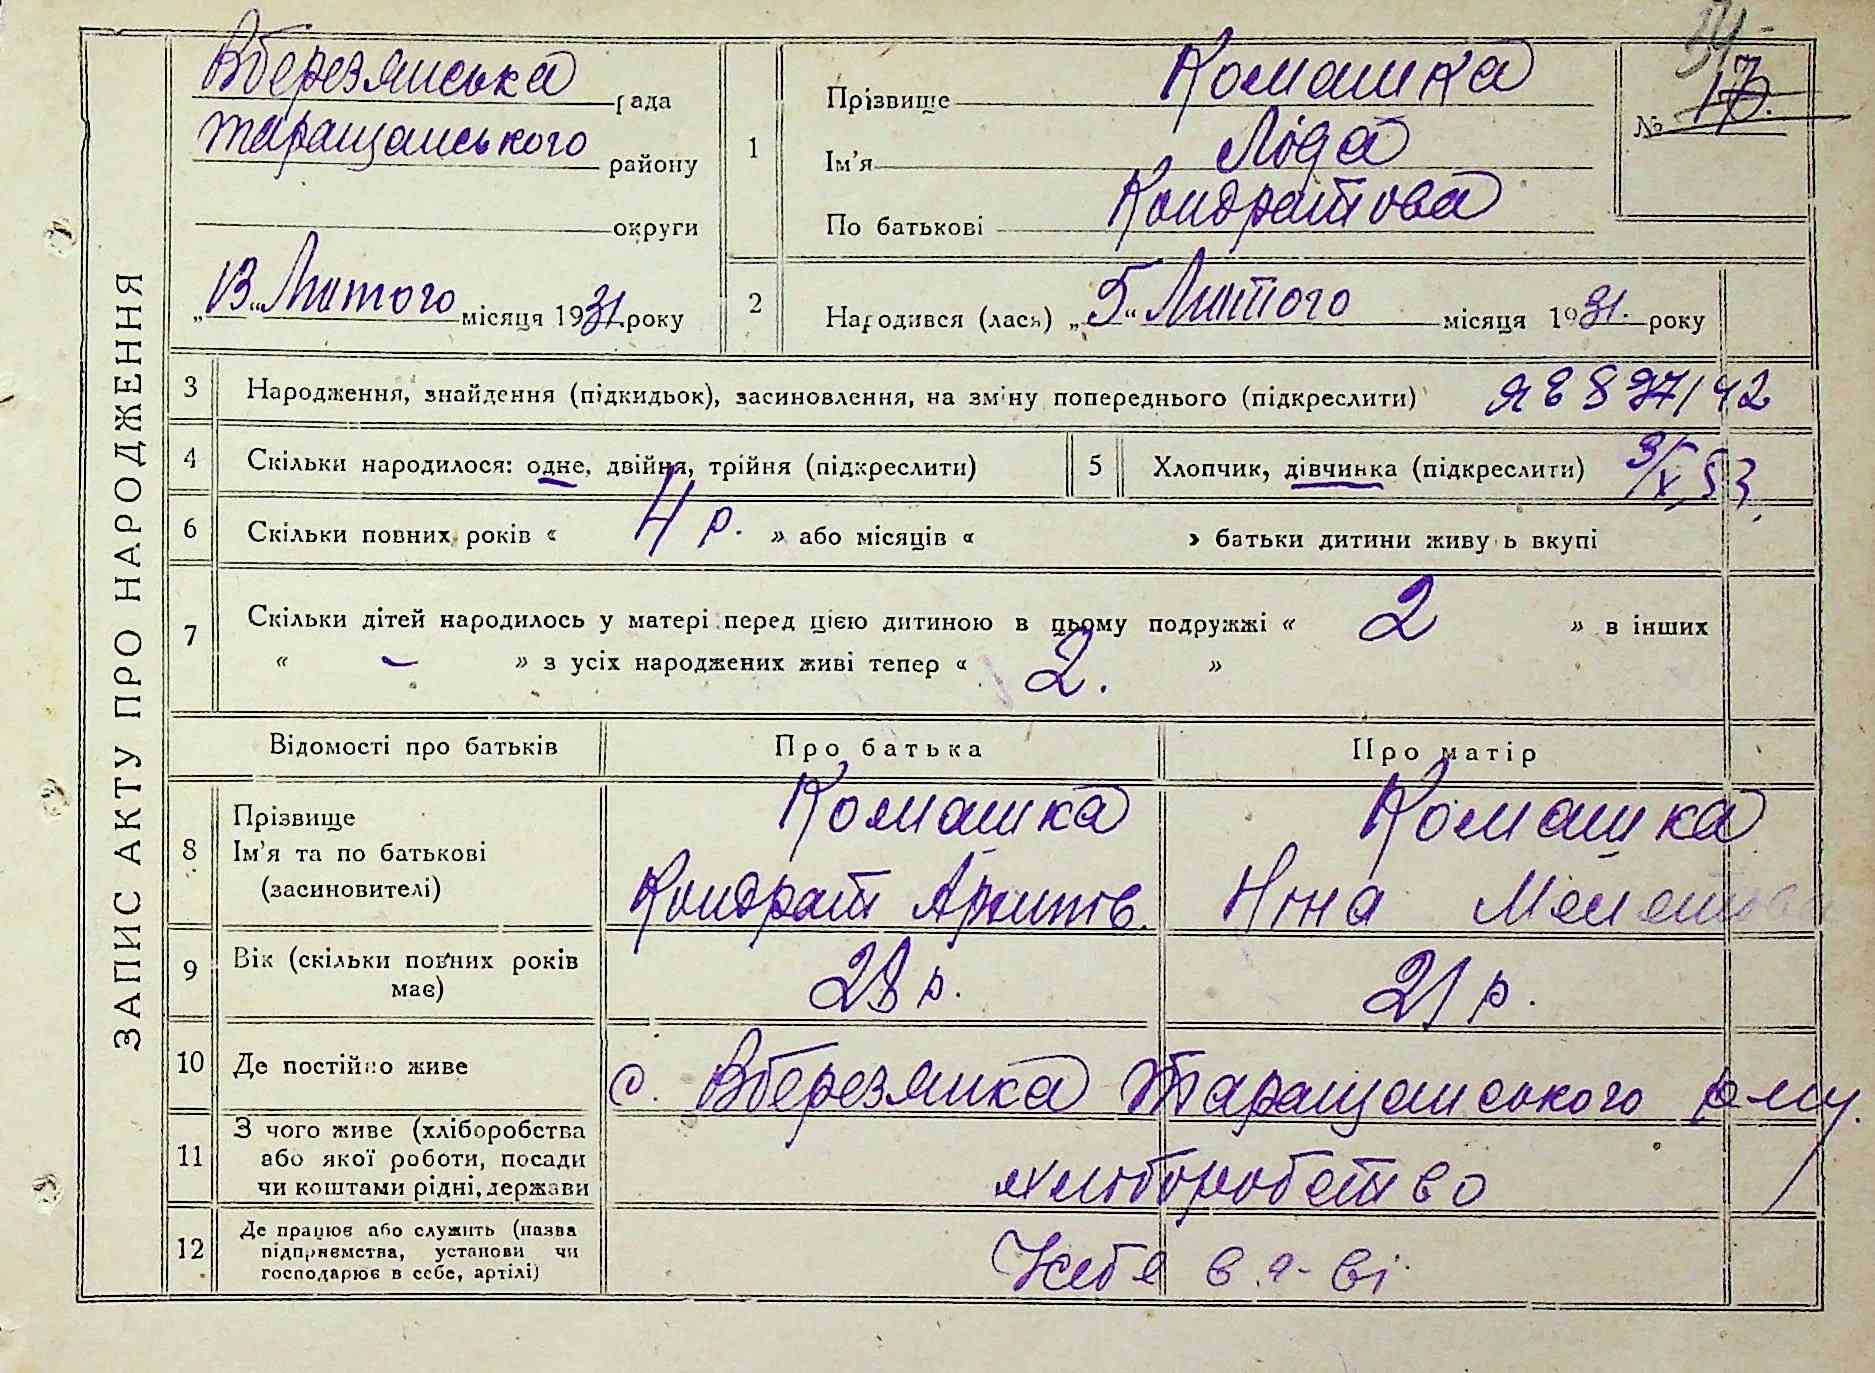 ЗАПИС АКТУ ПРО НАРОДЖЕННЯ
Вберезянська рада
Таращанського району
округи
„13“ Лютого місяця 1931 року
1
Прізвище Комашка
Ім'я Ліда
По батькові Кондратова
№ 17
2
Народився (лась) „5“ Лютого місяця 1931. року
3 Народження, знайдення (підкидьок), засиновлення, на зміну попереднього (підкреслити)
4 Скільки народилося: одне, двійня, трійня (підкреслити)
5 Хлопчик, дівчинка (підкреслити)
6 Скільки повних років « 4 р. » або місяців « » батьки дитини живуть вкупі
7 Скільки дітей народилось у матері перед цією дитиною в цьому подружжі « 2 » в інших
« – » з усіх народжених живі тепер « 2. »
Відомості про батьків Про батька Про матір
8 Прізвище
Ім'я та по батькові
(засиновителі)
Комашка
Кондрат Архипів.
Комашка
Ніна
9 Вік (скільки повних років
має)
28 р. 21 р.
10 Де постійно живе с. Вберезянка Таращанського р-ну.
11 З чого живе (хліборобства
або якої роботи, посади
чи коштами рідні, держави
хліборобство
12 Де працює або служить (назва
підприємства, установи чи
господарює в себе, артілі)